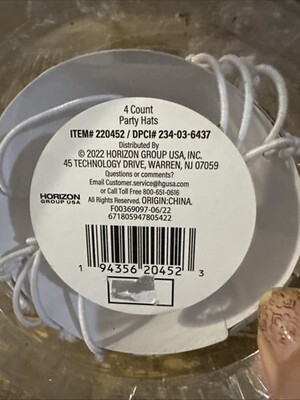 4 Count
Party Hats
ITEM# 220452 / DPCI# 234-03-6437
Distributed By
© 2022 HORIZON GROUP USA, INC.
45 TECHNOLOGY DRIVE, WARREN, NJ 07059
Questions or comments?
Email Customer.service@hgusa.com
or Call Toll Free 800-651-0616
All Rights Reserved. ORIGIN:CHINA.
F00369097-06/22
671805947805422
HORIZON
GROUP USA
1 94356 20452 3